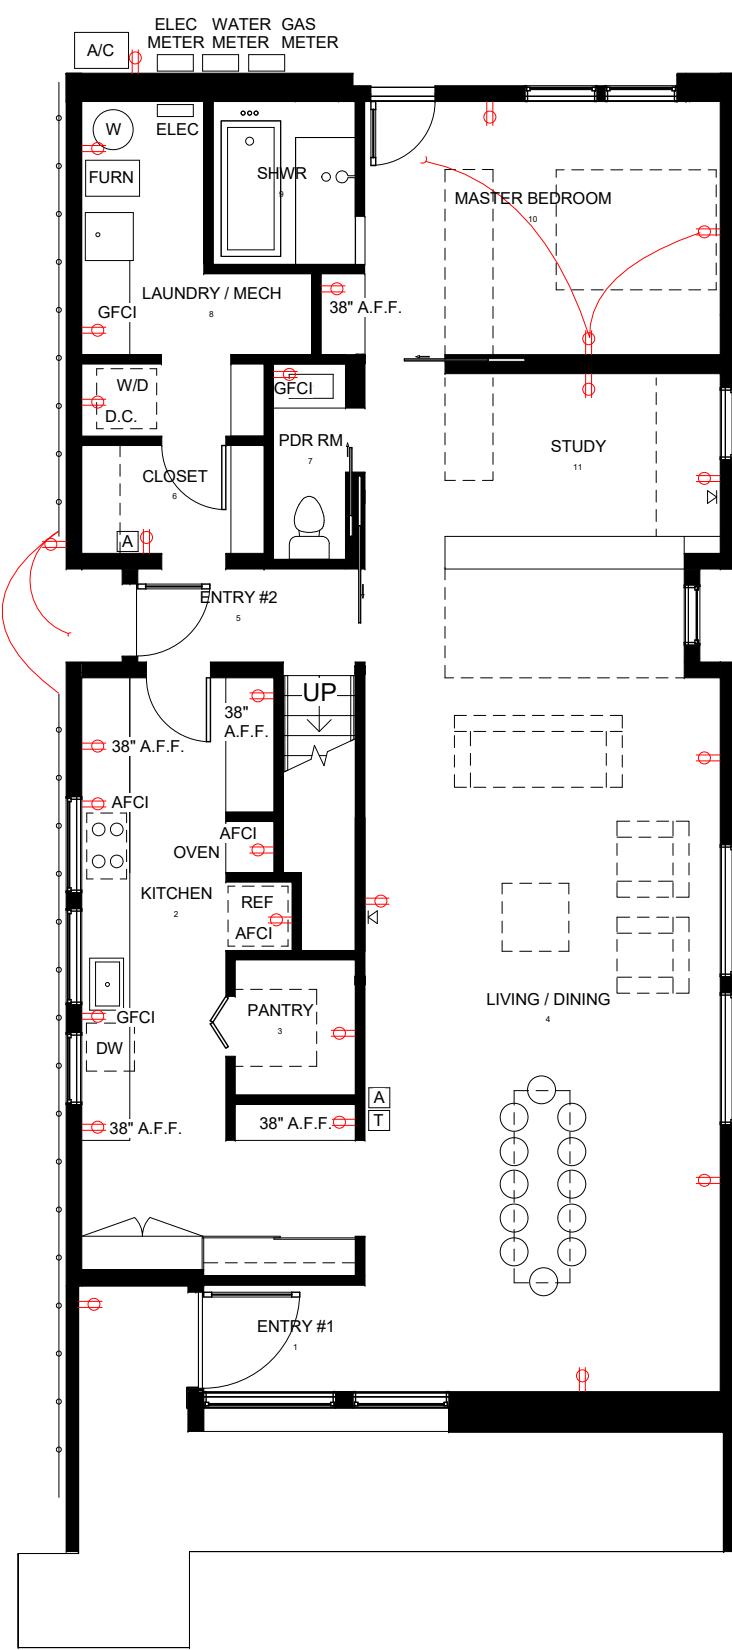 ELEC WATER GAS
METER METER METER
A/C
W
ELEC
FURN
SHWR
9
MASTER BEDROOM
10
LAUNDRY / MECH
8
GFCI
38" A.F.F.
W/D
D.C.
GFCI
PDR RM
7
STUDY
11
CLOSET
6
A
ENTRY #2
5
UP
38"
A.F.F.
38" A.F.F.
AFCI
AFCI
OVEN
KITCHEN
2
REF
AFCI
LIVING / DINING
4
PANTRY
3
GFCI
DW
A
T
38" A.F.F.
38" A.F.F.
ENTRY #1
1